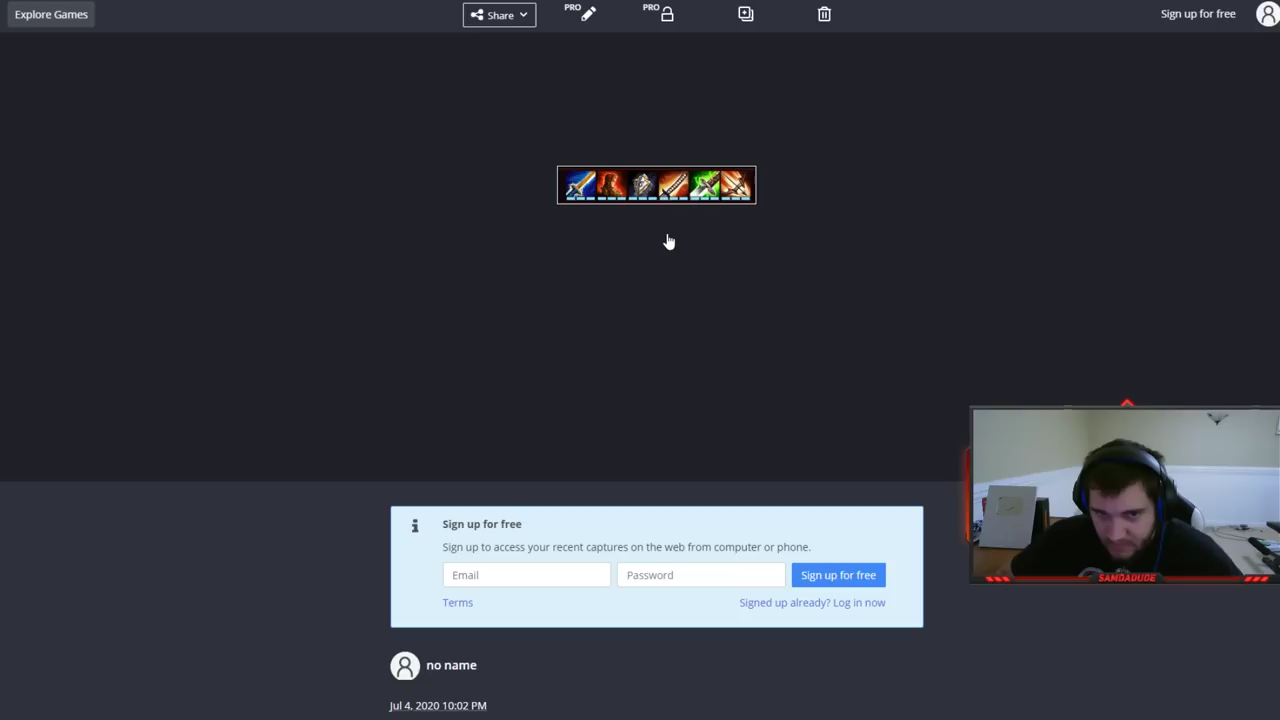 Explore Games
Share
PRO
PRO
Sign up for free
Sign up for free
Sign up to access your recent captures on the web from computer or phone.
Email
Password
Sign up for free
Terms
Signed up already? Log in now
SAMDADUDE
no name
Jul 4, 2020 10:02 PM